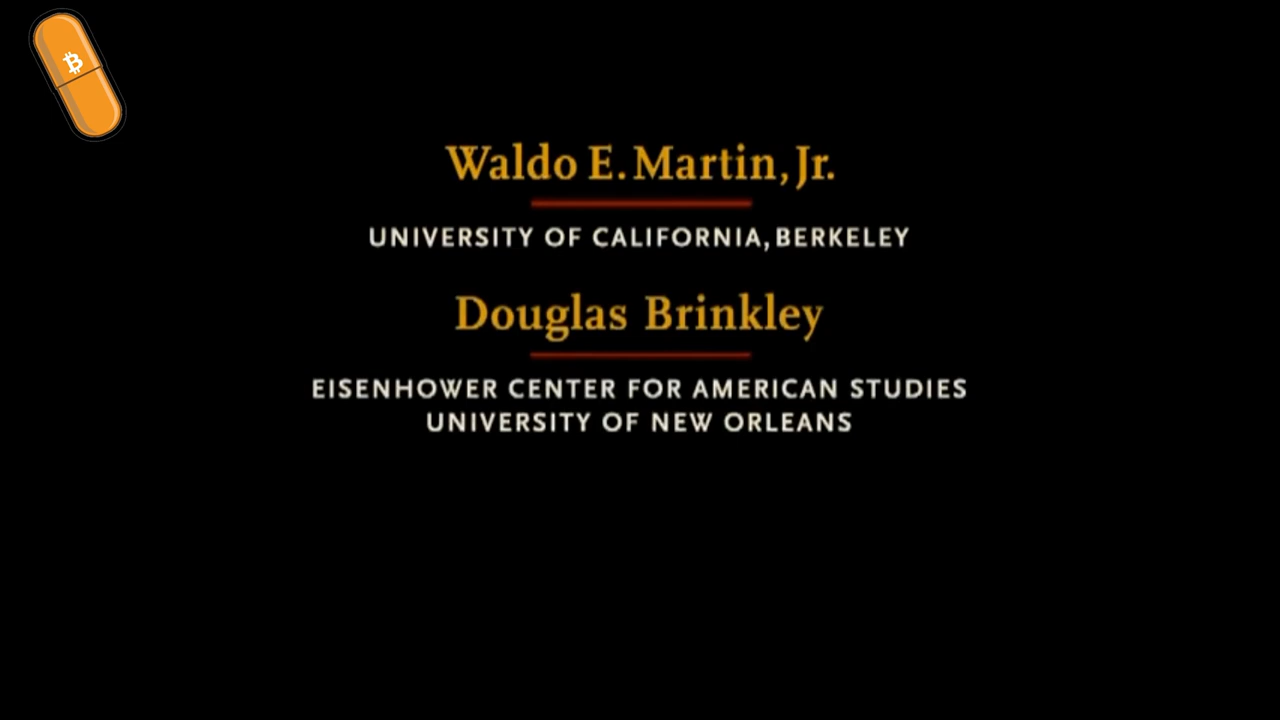 Waldo E. Martin, Jr.
UNIVERSITY OF CALIFORNIA, BERKELEY
Douglas Brinkley
EISENHOWER CENTER FOR AMERICAN STUDIES
UNIVERSITY OF NEW ORLEANS